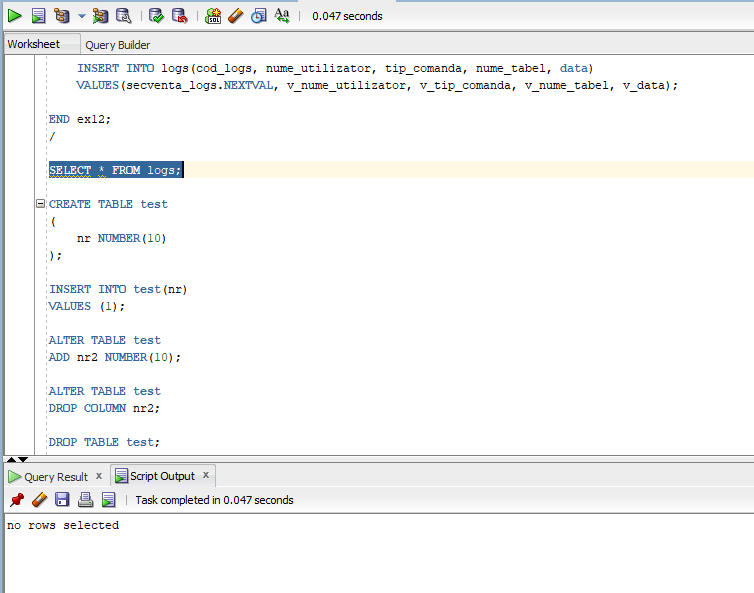 SQL
Aa
0.047 seconds
Worksheet Query Builder
INSERT INTO logs(cod_logs, nume_utilizator, tip_comanda, nume_tabel, data)
VALUES(secventa_logs.NEXTVAL, v_nume_utilizator, v_tip_comanda, v_nume_tabel, v_data);
END ex12;
/
SELECT * FROM logs;
CREATE TABLE test
(
nr NUMBER(10)
);
INSERT INTO test(nr)
VALUES (1);
ALTER TABLE test
ADD nr2 NUMBER(10);
ALTER TABLE test
DROP COLUMN nr2;
DROP TABLE test;
Query Result x Script Output x
Task completed in 0.047 seconds
no rows selected